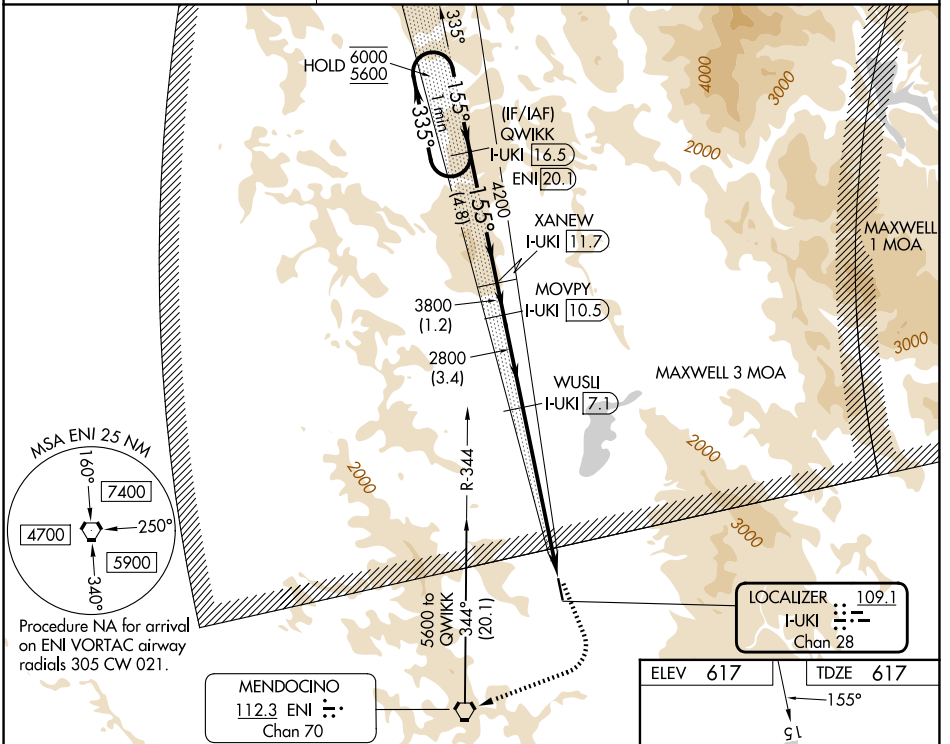 335°
HOLD 6000
5600
155°
1 min
335°
(IF/IAF)
QWIKK
I-UKI 16.5
ENI 20.1
4200
155°
(4.8)
XANEW
I-UKI 11.7
MOVPY
I-UKI 10.5
3800
(1.2)
2800
(3.4)
WUSLI
I-UKI 7.1
4000
3000
2000
MAXWELL
1 MOA
3000
MAXWELL 3 MOA
2000
3000
2000
R-344
MSA ENI 25 NM
160°
7400
4700
250°
5900
340°
Procedure NA for arrival
on ENI VORTAC airway
radials 305 CW 021.
5600 to
QWIKK
344°
(20.1)
MENDOCINO
112.3 ENI
Chan 70
LOCALIZER 109.1
I-UKI
Chan 28
ELEV 617
TDZE 617
155°
15